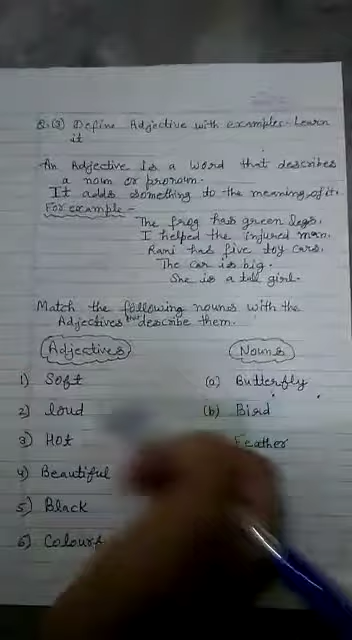 Q.(3) Define Adjective with examples. Learn
it
An Adjective is a word that describes
a noun or pronoun.
It adds something to the meaning of it.
For example -
The frog has green legs.
I helped the injured man.
Rani has five toy cars.
The car is big.
She is a tall girl.
Match the following nouns with the
Adjectives that describe them.
Adjectives Nouns
1) Soft (a) Butterfly
2) loud (b) Bird
3) Hot Feather
4) Beautiful
5) Black
6) Colours